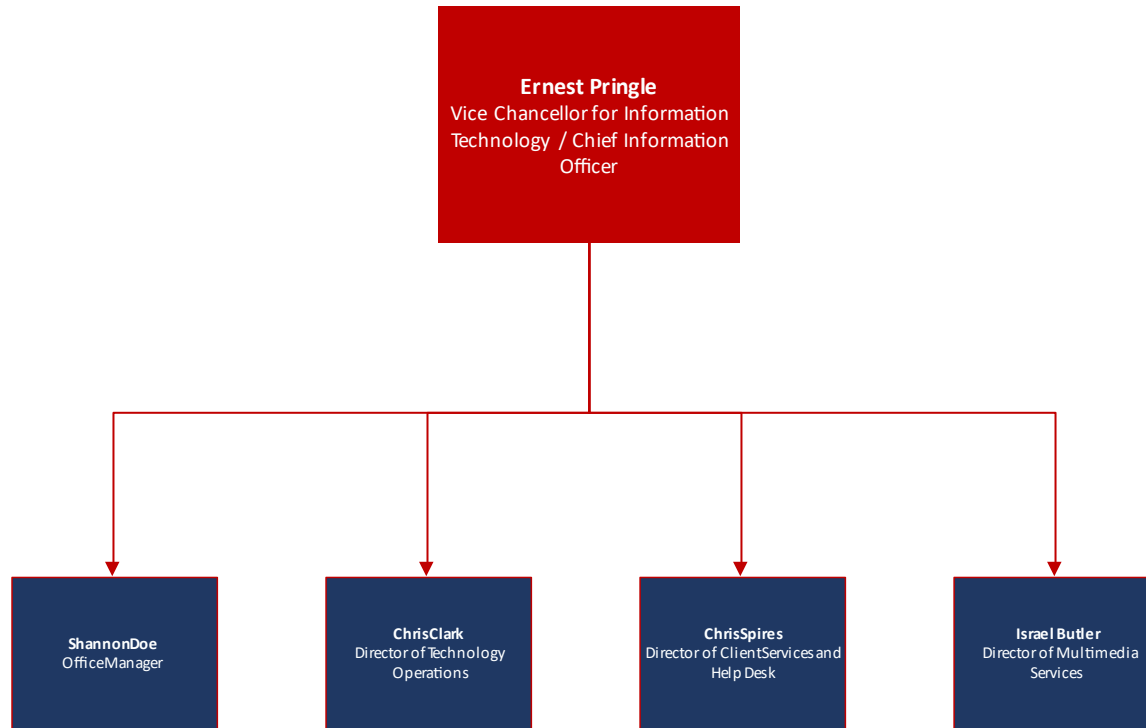 Ernest Pringle
Vice Chancellor for Information
Technology / Chief Information
Officer
ShannonDoe
OfficeManager
ChrisClark
Director of Technology
Operations
ChrisSpires
Director of ClientServices and
Help Desk
Israel Butler
Director of Multimedia
Services